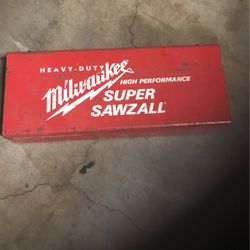 HEAVY-DUTY
Milwaukee
HIGH PERFORMANCE
SUPER
SAWZALL